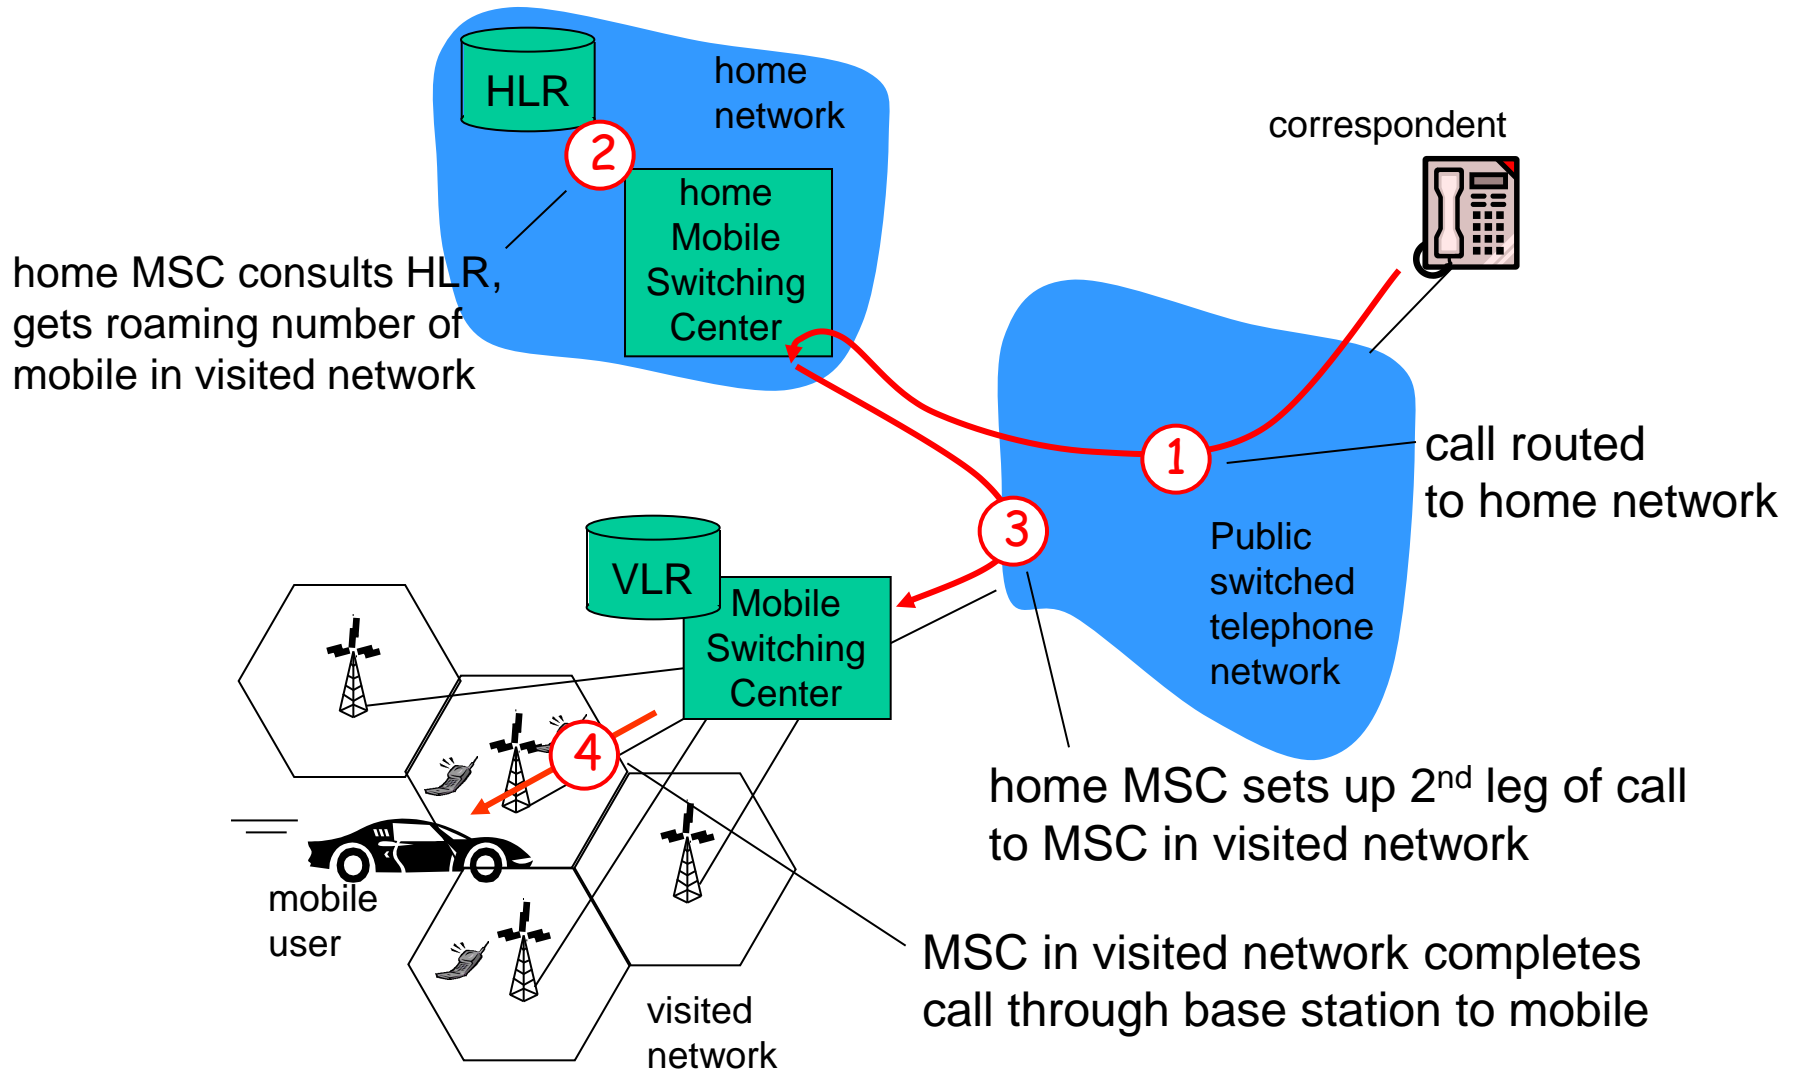 HLR
home
network
correspondent
2
home
Mobile
Switching
Center
home MSC consults HLR,
gets roaming number of
mobile in visited network
1
call routed
to home network
3
Public
switched
telephone
network
VLR
Mobile
Switching
Center
4
home MSC sets up 2nd leg of call
to MSC in visited network
mobile
user
MSC in visited network completes
call through base station to mobile
visited
network